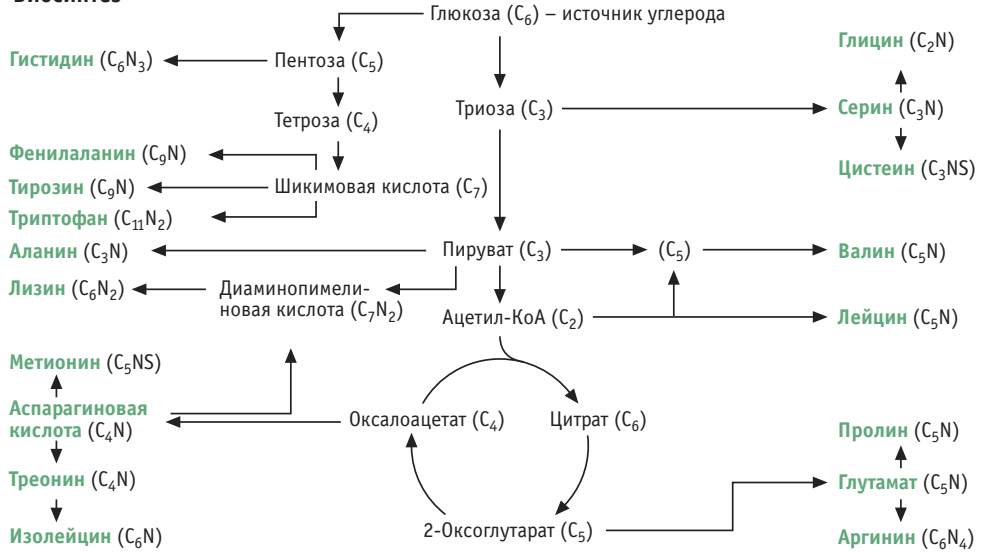 Биосинтез
Глюкоза (C₆) – источник углерода
Гистидин (C₆N₃)
Пентоза (C₅)
Глицин (C₂N)
Тетроза (C₄)
Триоза (C₃)
Серин (C₃N)
Фенилаланин (C₉N)
Тирозин (C₉N)
Шикимовая кислота (C₇)
Цистеин (C₃NS)
Триптофан (C₁₁N₂)
Аланин (C₃N)
Пируват (C₃)
(C₅)
Валин (C₅N)
Лизин (C₆N₂)
Диаминопимели-
новая кислота (C₇N₂)
Ацетил-КоА (C₂)
Лейцин (C₅N)
Метионин (C₅NS)
Аспарагиновая
кислота (C₄N)
Оксалоацетат (C₄)
Цитрат (C₆)
Пролин (C₅N)
Треонин (C₄N)
Глутамат (C₅N)
Изолейцин (C₆N)
2-Оксоглутарат (C₅)
Аргинин (C₆N₄)